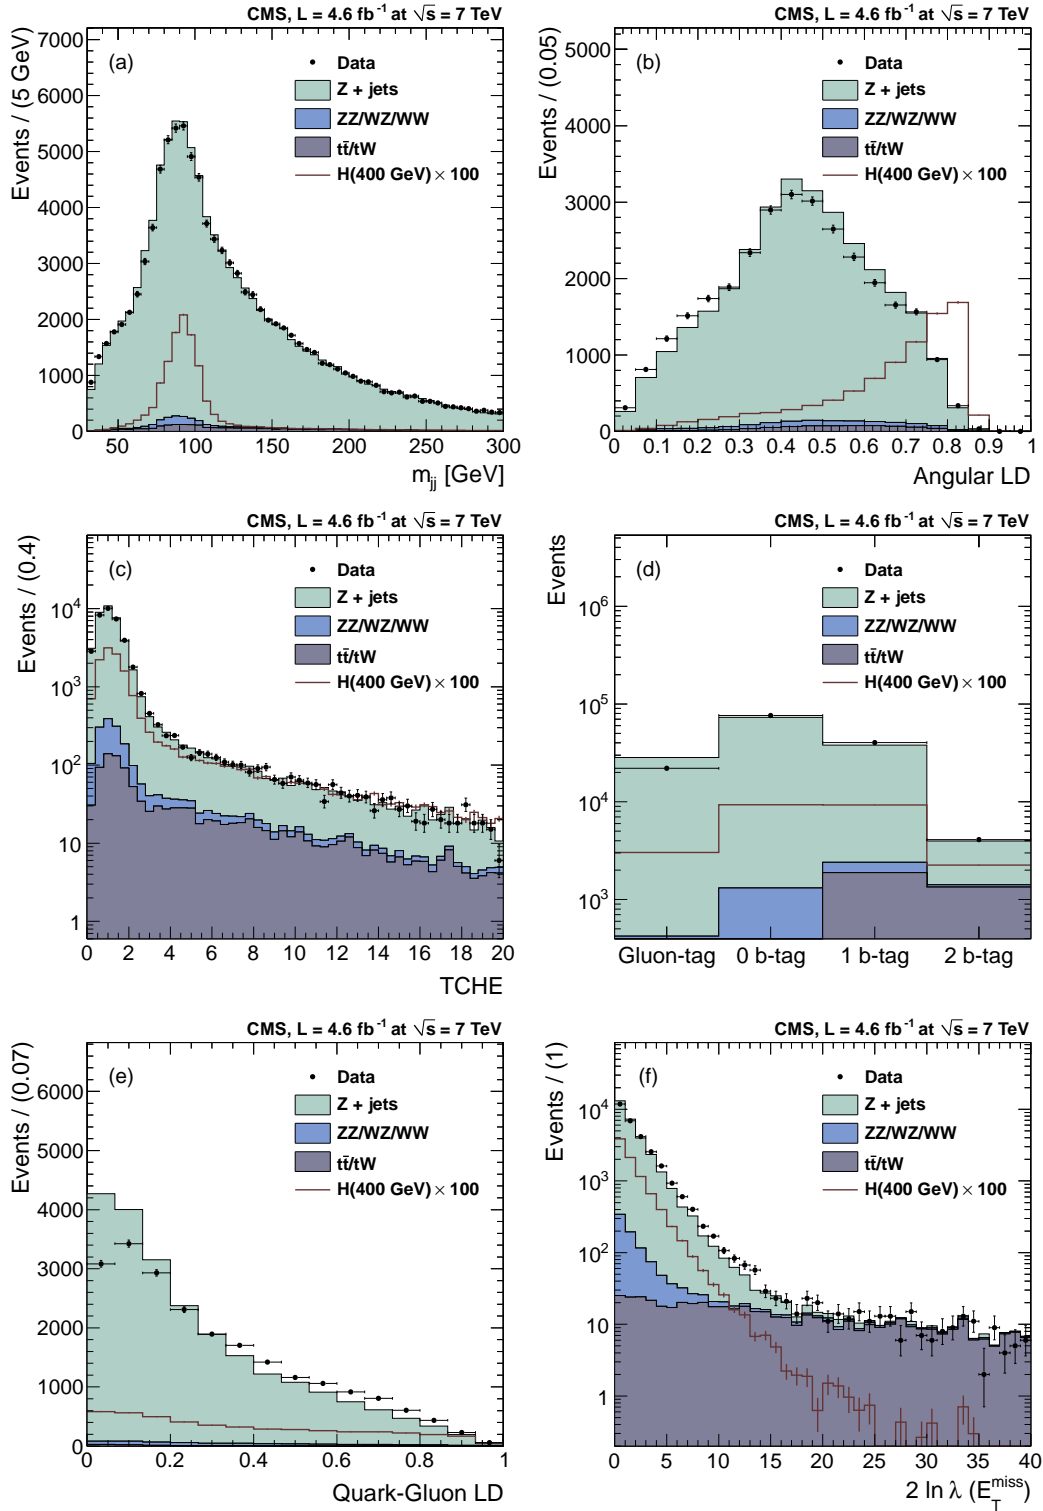 CMS, L = 4.6 fb⁻¹ at √s = 7 TeV
Events / (5 GeV)
7000
6000
5000
4000
3000
2000
1000
0
(a)
Data
Z + jets
ZZ/WZ/WW
tt̄/tW
H(400 GeV) × 100
50 100 150 200 250 300
m_jj [GeV]
CMS, L = 4.6 fb⁻¹ at √s = 7 TeV
Events / (0.05)
5000
4000
3000
2000
1000
0
(b)
Data
Z + jets
ZZ/WZ/WW
tt̄/tW
H(400 GeV) × 100
0 0.1 0.2 0.3 0.4 0.5 0.6 0.7 0.8 0.9 1
Angular LD
CMS, L = 4.6 fb⁻¹ at √s = 7 TeV
Events / (0.4)
10⁴
10³
10²
10
1
(c)
Data
Z + jets
ZZ/WZ/WW
tt̄/tW
H(400 GeV) × 100
0 2 4 6 8 10 12 14 16 18 20
TCHE
CMS, L = 4.6 fb⁻¹ at √s = 7 TeV
Events
10⁶
10⁵
10⁴
10³
(d)
Data
Z + jets
ZZ/WZ/WW
tt̄/tW
H(400 GeV) × 100
Gluon-tag 0 b-tag 1 b-tag 2 b-tag
CMS, L = 4.6 fb⁻¹ at √s = 7 TeV
Events / (0.07)
6000
5000
4000
3000
2000
1000
0
(e)
Data
Z + jets
ZZ/WZ/WW
tt̄/tW
H(400 GeV) × 100
0 0.2 0.4 0.6 0.8 1
Quark-Gluon LD
CMS, L = 4.6 fb⁻¹ at √s = 7 TeV
Events / (1)
10⁴
10³
10²
10
1
(f)
Data
Z + jets
ZZ/WZ/WW
tt̄/tW
H(400 GeV) × 100
0 5 10 15 20 25 30 35 40
2 ln λ (E_T^miss)